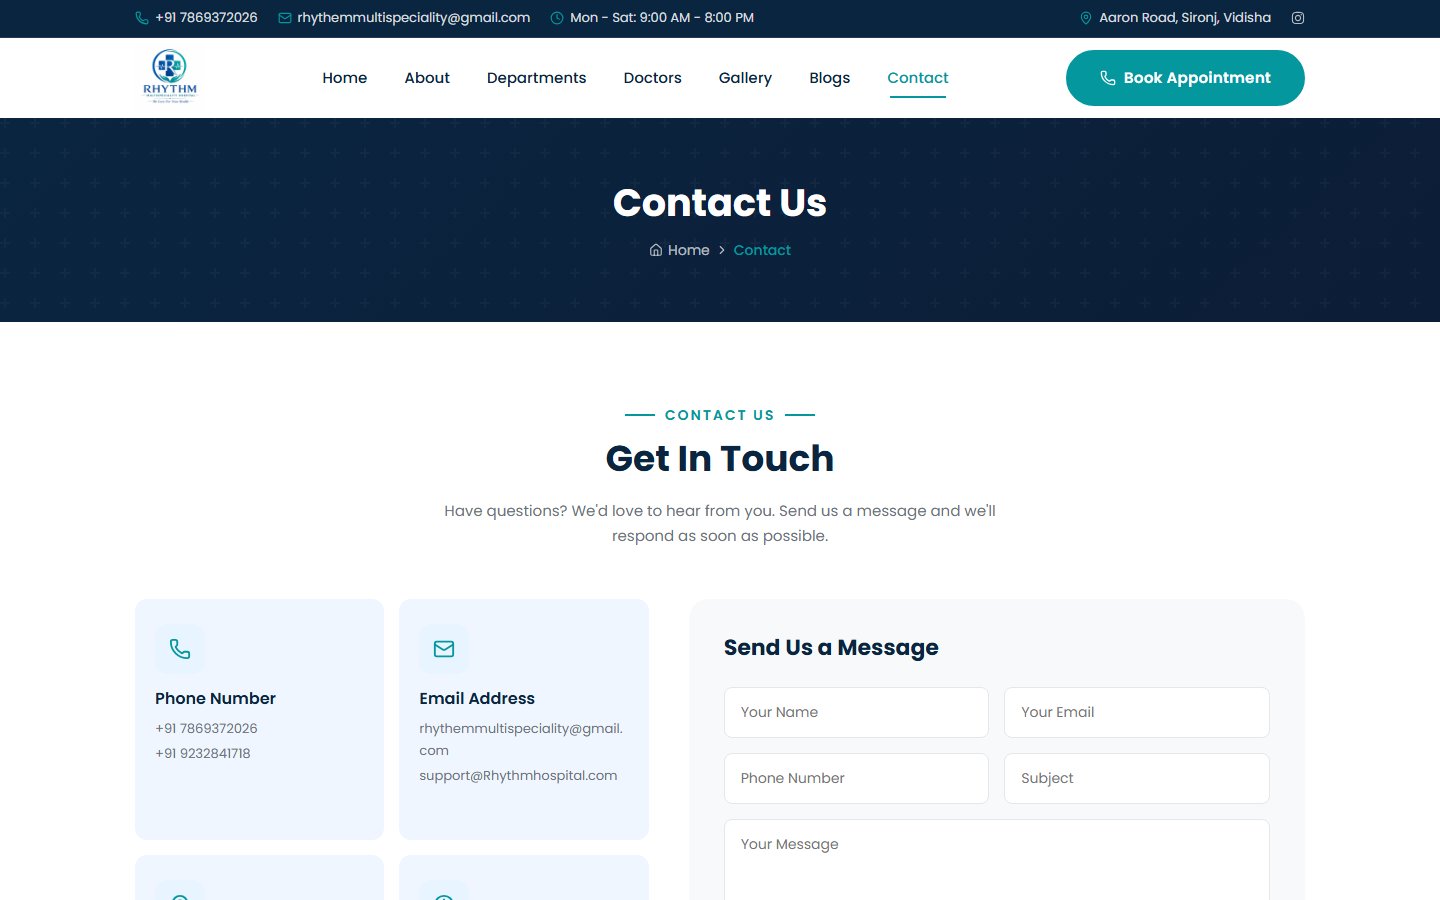 +91 7869372026
rhythemmultispeciality@gmail.com
Mon - Sat: 9:00 AM - 8:00 PM
Aaron Road, Sironj, Vidisha
RHYTHM
Home
About
Departments
Doctors
Gallery
Blogs
Contact
Book Appointment
Contact Us
Home
Contact
CONTACT US
Get In Touch
Have questions? We'd love to hear from you. Send us a message and we'll
respond as soon as possible.
Phone Number
+91 7869372026
+91 9232841718
Email Address
rhythemmultispeciality@gmail.
com
support@Rhythmhospital.com
Send Us a Message
Your Name
Your Email
Phone Number
Subject
Your Message